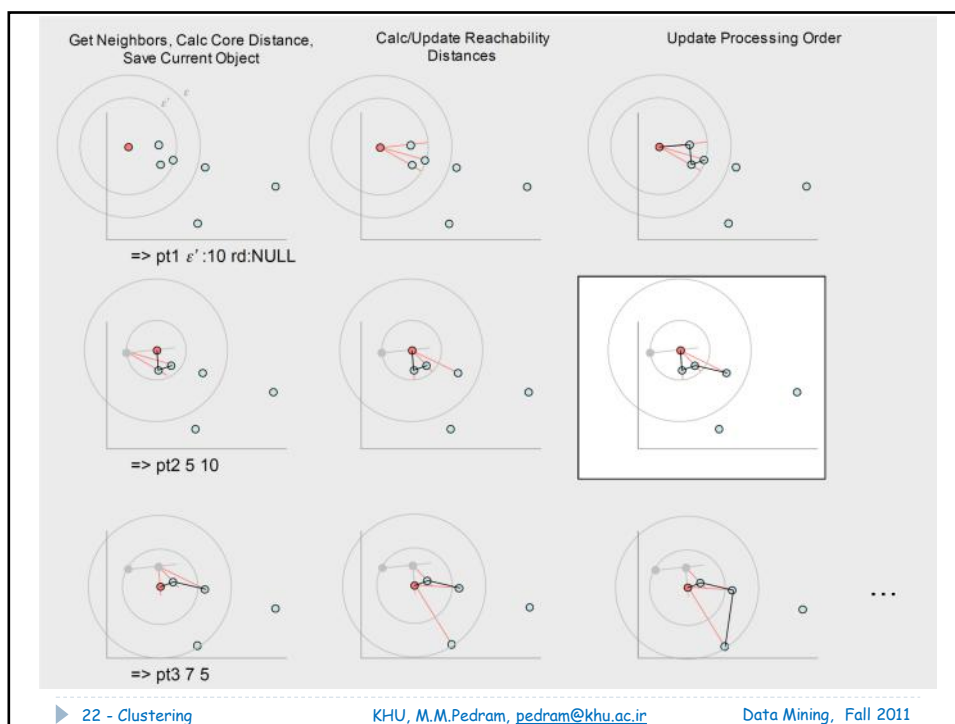 Get Neighbors, Calc Core Distance,
Save Current Object
Calc/Update Reachability
Distances
Update Processing Order
ε' ε
=> pt1 ε' :10 rd:NULL
=> pt2 5 10
=> pt3 7 5
...
22 - Clustering KHU, M.M.Pedram, pedram@khu.ac.ir Data Mining, Fall 2011